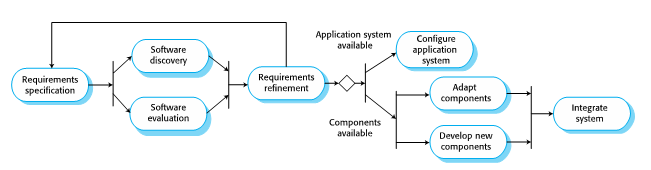 Requirements
specification
Software
discovery
Software
evaluation
Requirements
refinement
Application system
available
Configure
application
system
Components
available
Adapt
components
Develop new
components
Integrate
system